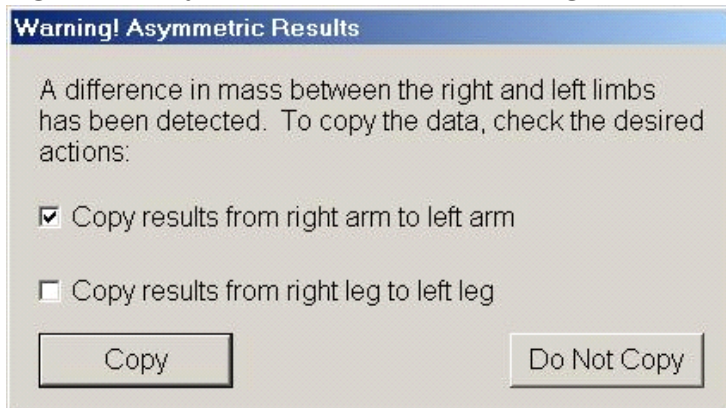 Warning! Asymmetric Results
A difference in mass between the right and left limbs
has been detected. To copy the data, check the desired
actions:
Copy results from right arm to left arm
Copy results from right leg to left leg
Copy
Do Not Copy